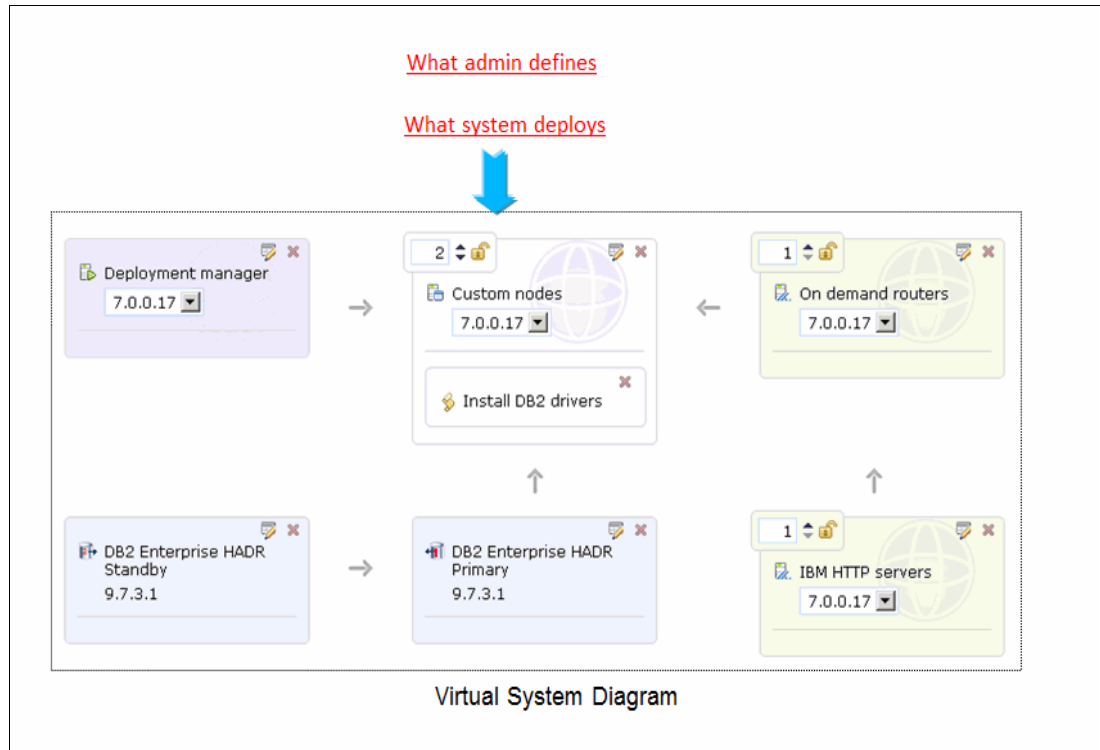 What admin defines
What system deploys
Deployment manager
7.0.0.17
2
Custom nodes
7.0.0.17
Install DB2 drivers
1
On demand routers
7.0.0.17
DB2 Enterprise HADR
Standby
9.7.3.1
DB2 Enterprise HADR
Primary
9.7.3.1
1
IBM HTTP servers
7.0.0.17
Virtual System Diagram